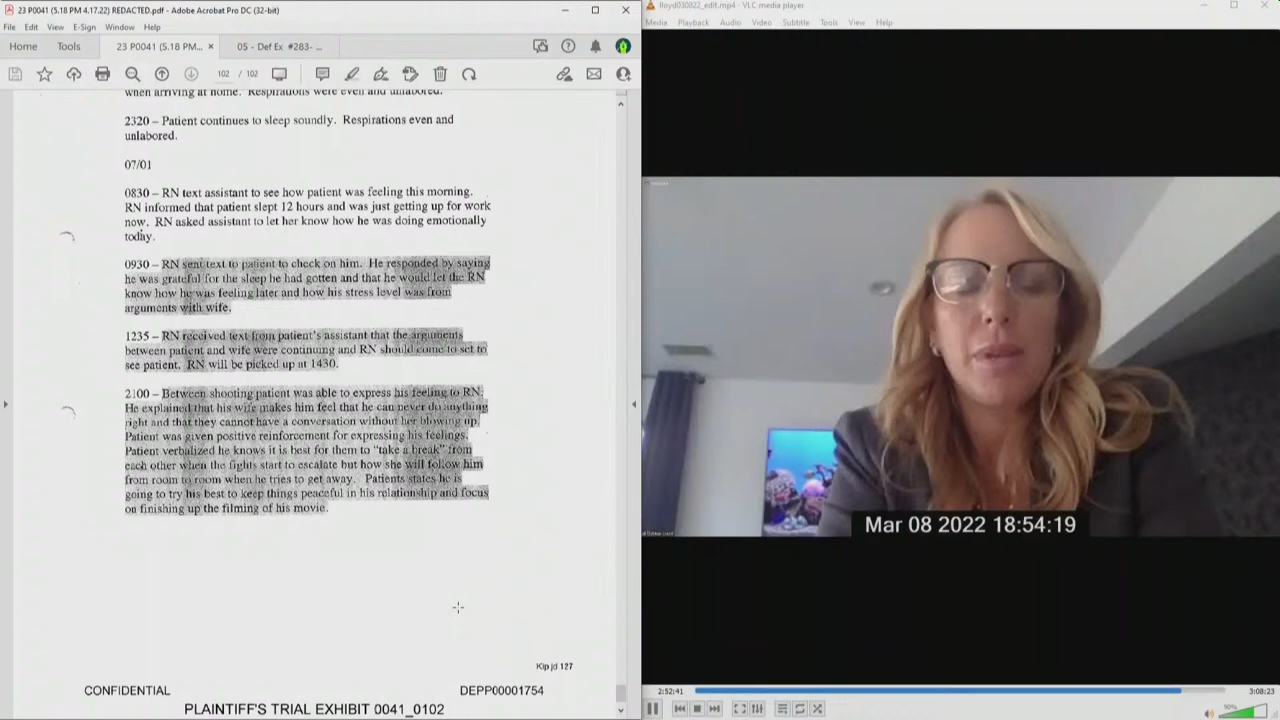 23 P0041 (5.18 PM 4.17.22) REDACTED.pdf - Adobe Acrobat Pro DC (32-bit)
File Edit View E-Sign Window Help
Home Tools 23 P0041 (5.18 PM... × 05 - Def Ex #283- ...
102 / 102
when arriving at home. Respirations were even and unlabored.
2320 – Patient continues to sleep soundly. Respirations even and
unlabored.
07/01
0830 – RN text assistant to see how patient was feeling this morning.
RN informed that patient slept 12 hours and was just getting up for work
now. RN asked assistant to let her know how he was doing emotionally
today.
0930 – RN sent text to patient to check on him. He responded by saying
he was grateful for the sleep he had gotten and that he would let the RN
know how he was feeling later and how his stress level was from
arguments with wife.
1235 – RN received text from patient's assistant that the arguments
between patient and wife were continuing and RN should come to set to
see patient. RN will be picked up at 1430.
2100 – Between shooting patient was able to express his feeling to RN.
He explained that his wife makes him feel that he can never do anything
right and that they cannot have a conversation without her blowing up.
Patient was given positive reinforcement for expressing his feelings.
Patient verbalized he knows it is best for them to "take a break" from
each other when the fights start to escalate but how she will follow him
from room to room when he tries to get away. Patients states he is
going to try his best to keep things peaceful in his relationship and focus
on finishing up the filming of his movie.
Kip jd 127
CONFIDENTIAL DEPP00001754
PLAINTIFF'S TRIAL EXHIBIT 0041_0102
lloyd030822_edit.mp4 - VLC media player
Media Playback Audio Video Subtitle Tools View Help
Mar 08 2022 18:54:19
2:52:41 3:08:23
90%